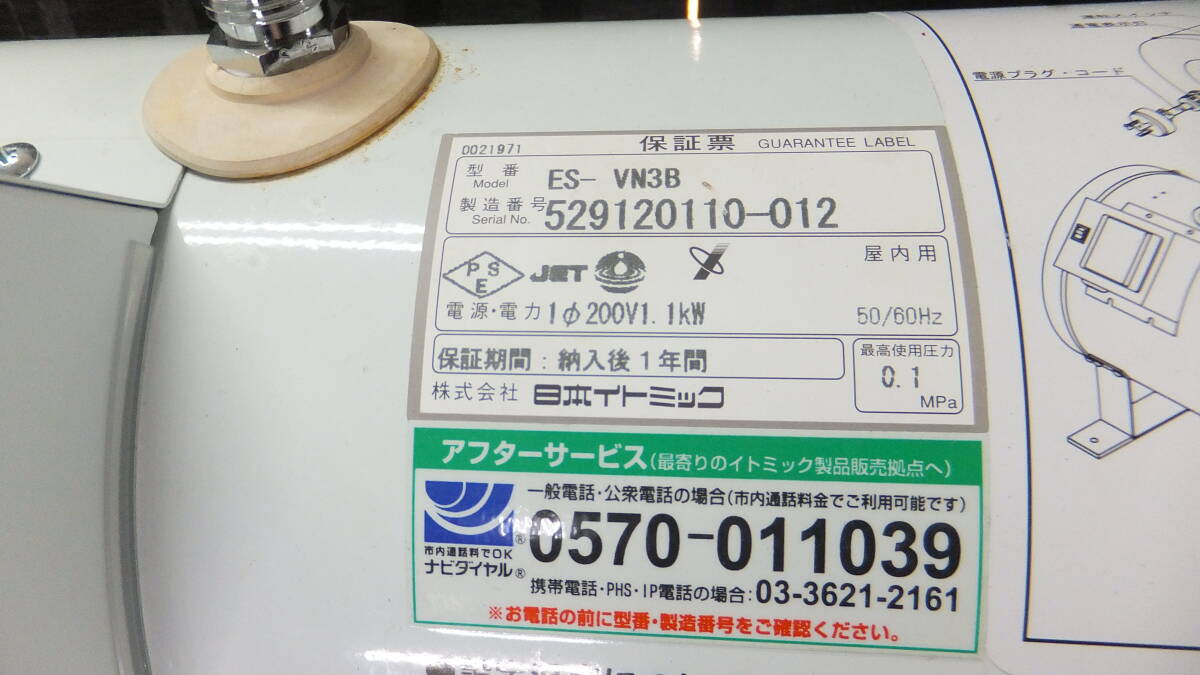 0021971 保証票 GUARANTEE LABEL
型番 Model ES- VN3B
製造番号 Serial No. 529120110-012
PSE JET 屋内用
電源・電力 1φ200V1.1kW 50/60Hz
保証期間:納入後1年間
最高使用圧力
0.1 MPa
株式会社 日本イトミック
アフターサービス(最寄りのイトミック製品販売拠点へ)
一般電話・公衆電話の場合(市内通話料金でご利用可能です)
0570-011039
市内通話料でOK
ナビダイヤル®
携帯電話・PHS・IP電話の場合:03-3621-2161
※お電話の前に型番・製造番号をご確認ください。
通電表示灯
電源プラグ・コード